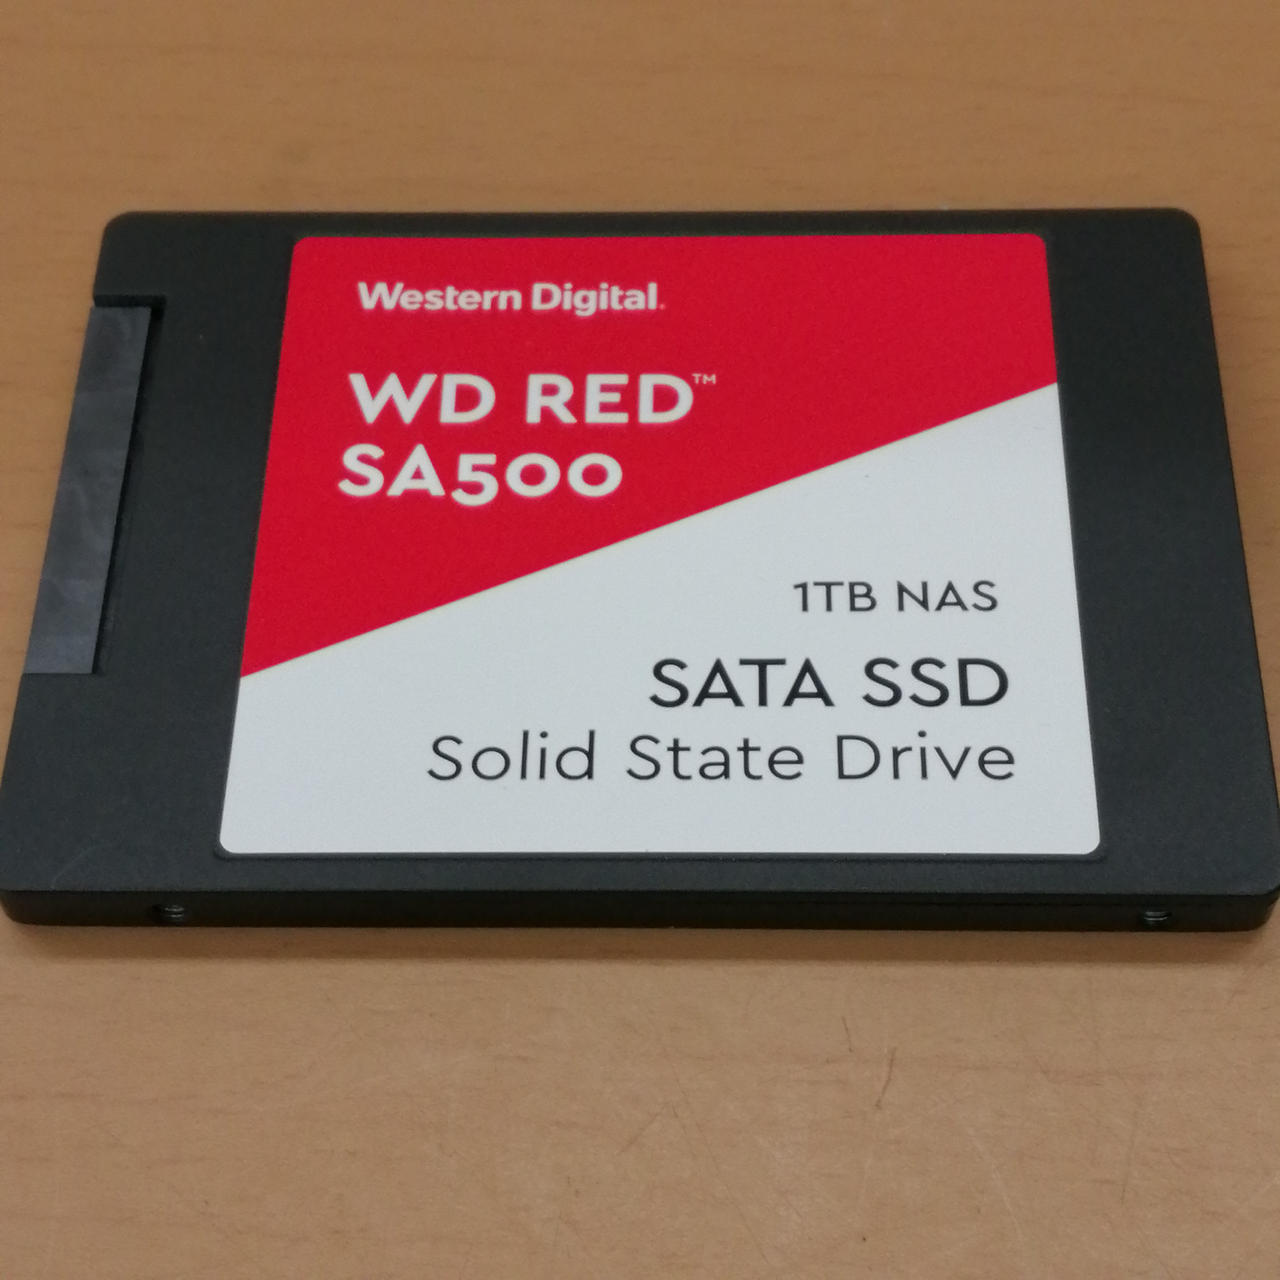 Western Digital.
WD RED™
SA500
1TB NAS
SATA SSD
Solid State Drive